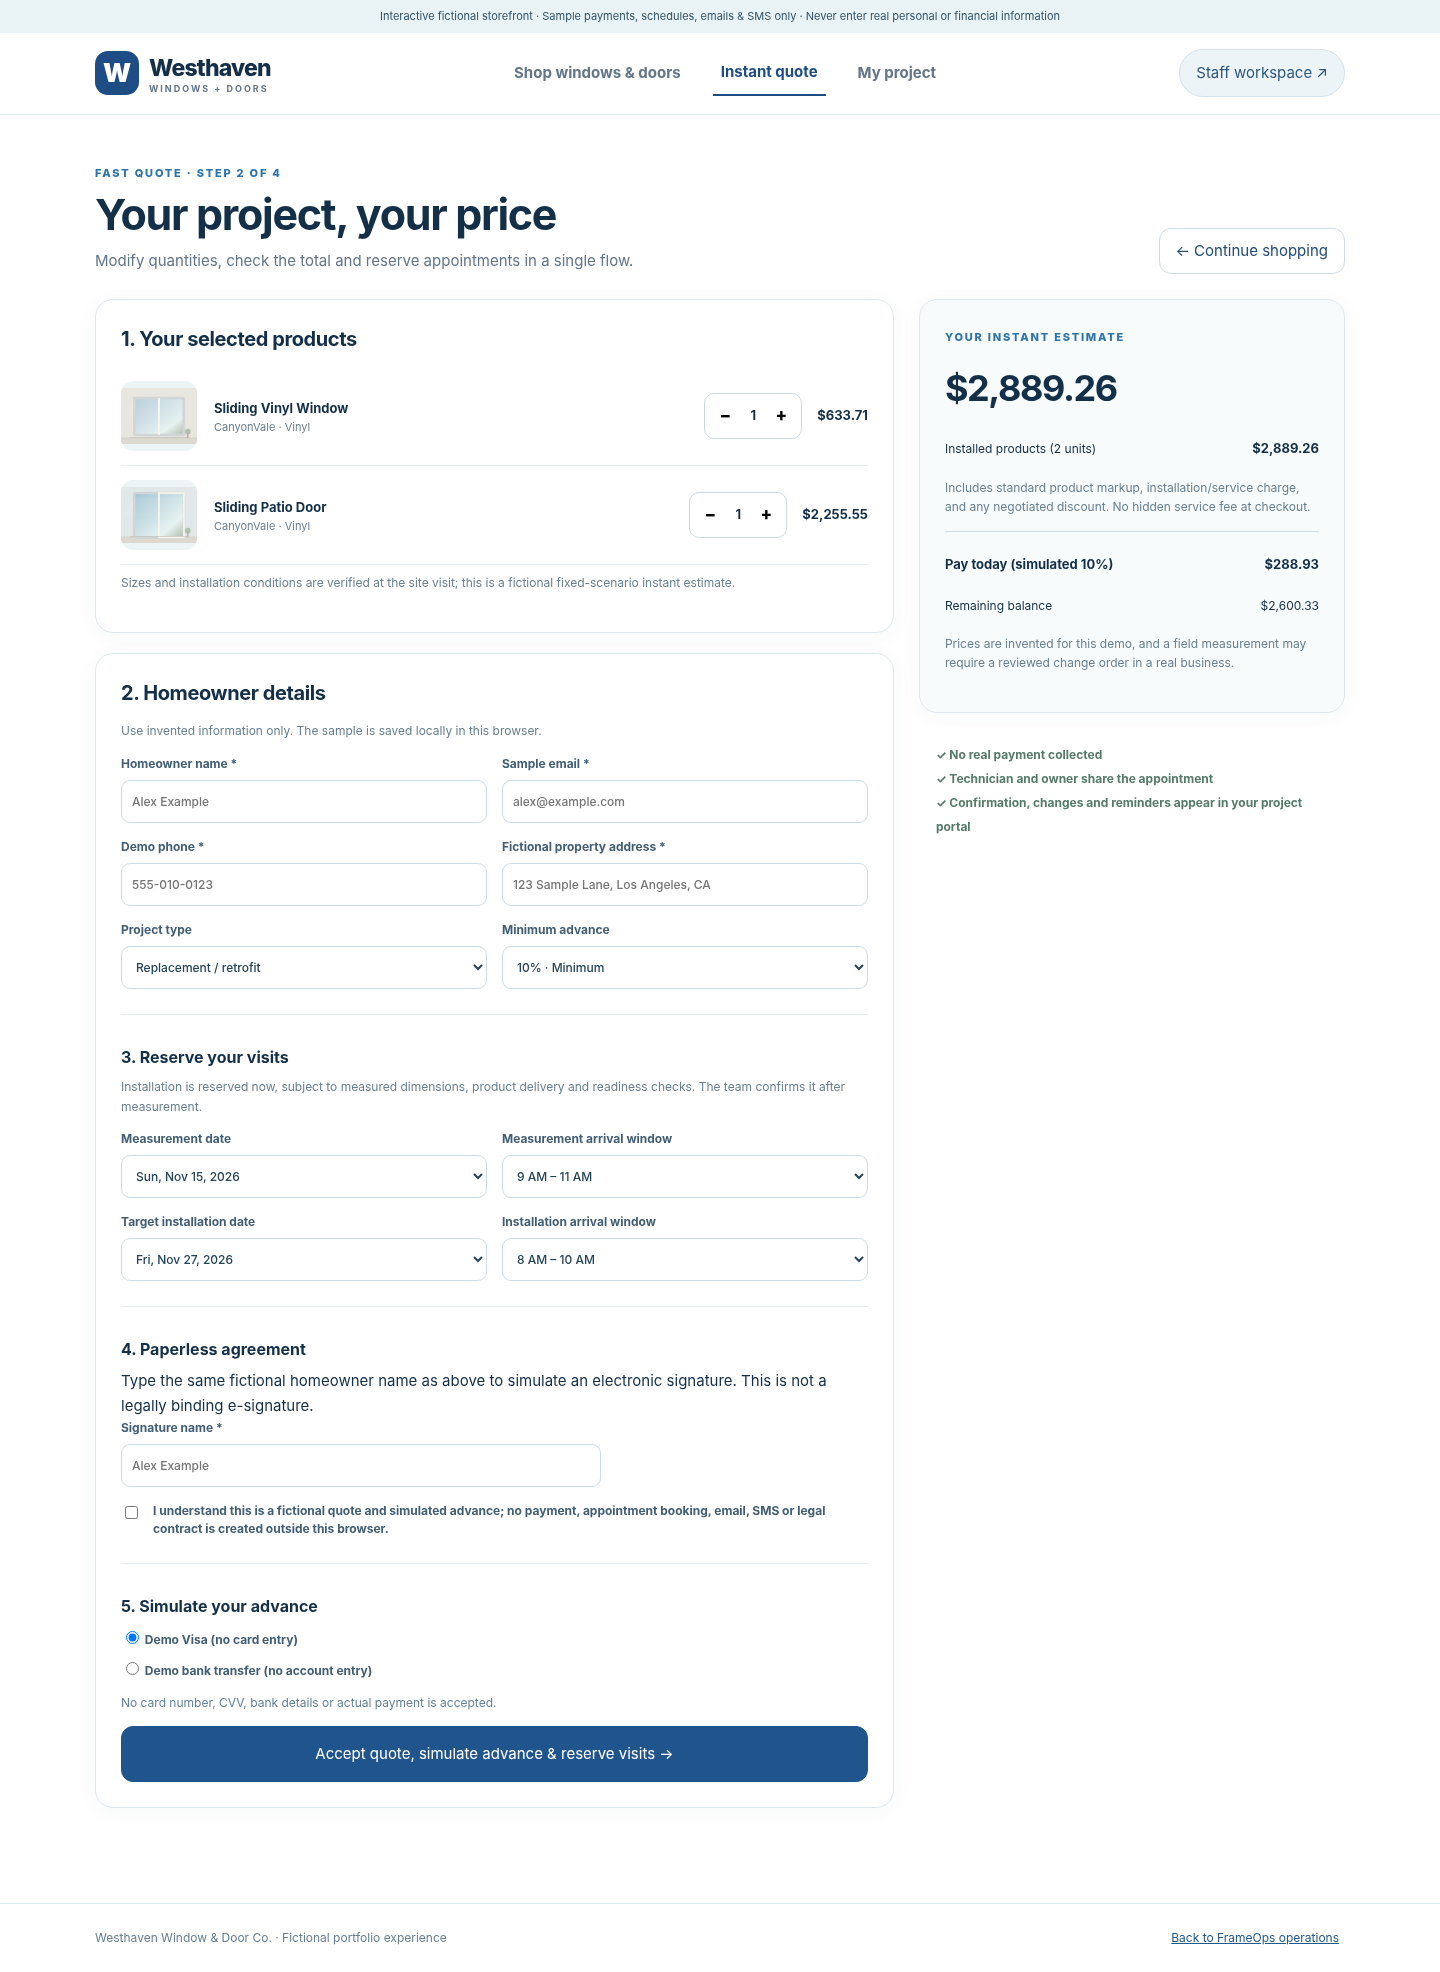 Interactive fictional storefront · Sample payments, schedules, emails & SMS only · Never enter real personal or financial information
W
Westhaven
WINDOWS + DOORS
Shop windows & doors
Instant quote
My project
Staff workspace ↗
FAST QUOTE · STEP 2 OF 4
Your project, your price
Modify quantities, check the total and reserve appointments in a single flow.
← Continue shopping
1. Your selected products
Sliding Vinyl Window
CanyonVale · Vinyl
− 1 + $633.71
Sliding Patio Door
CanyonVale · Vinyl
− 1 + $2,255.55
Sizes and installation conditions are verified at the site visit; this is a fictional fixed-scenario instant estimate.
2. Homeowner details
Use invented information only. The sample is saved locally in this browser.
Homeowner name *
Alex Example
Sample email *
alex@example.com
Demo phone *
555-010-0123
Fictional property address *
123 Sample Lane, Los Angeles, CA
Project type
Replacement / retrofit
Minimum advance
10% · Minimum
3. Reserve your visits
Installation is reserved now, subject to measured dimensions, product delivery and readiness checks. The team confirms it after
measurement.
Measurement date
Sun, Nov 15, 2026
Measurement arrival window
9 AM – 11 AM
Target installation date
Fri, Nov 27, 2026
Installation arrival window
8 AM – 10 AM
4. Paperless agreement
Type the same fictional homeowner name as above to simulate an electronic signature. This is not a
legally binding e-signature.
Signature name *
Alex Example
I understand this is a fictional quote and simulated advance; no payment, appointment booking, email, SMS or legal
contract is created outside this browser.
5. Simulate your advance
Demo Visa (no card entry)
Demo bank transfer (no account entry)
No card number, CVV, bank details or actual payment is accepted.
Accept quote, simulate advance & reserve visits →
YOUR INSTANT ESTIMATE
$2,889.26
Installed products (2 units) $2,889.26
Includes standard product markup, installation/service charge,
and any negotiated discount. No hidden service fee at checkout.
Pay today (simulated 10%) $288.93
Remaining balance $2,600.33
Prices are invented for this demo, and a field measurement may
require a reviewed change order in a real business.
✓ No real payment collected
✓ Technician and owner share the appointment
✓ Confirmation, changes and reminders appear in your project
portal
Westhaven Window & Door Co. · Fictional portfolio experience
Back to FrameOps operations